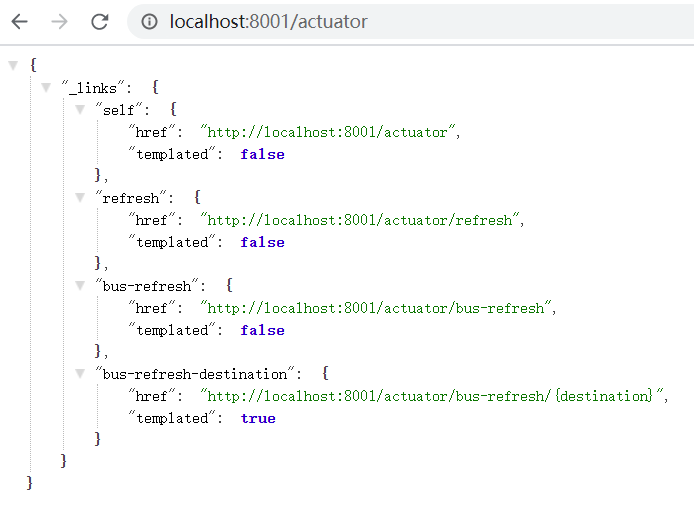 localhost:8001/actuator
{
"_links": {
"self": {
"href": "http://localhost:8001/actuator",
"templated": false
},
"refresh": {
"href": "http://localhost:8001/actuator/refresh",
"templated": false
},
"bus-refresh": {
"href": "http://localhost:8001/actuator/bus-refresh",
"templated": false
},
"bus-refresh-destination": {
"href": "http://localhost:8001/actuator/bus-refresh/{destination}",
"templated": true
}
}
}